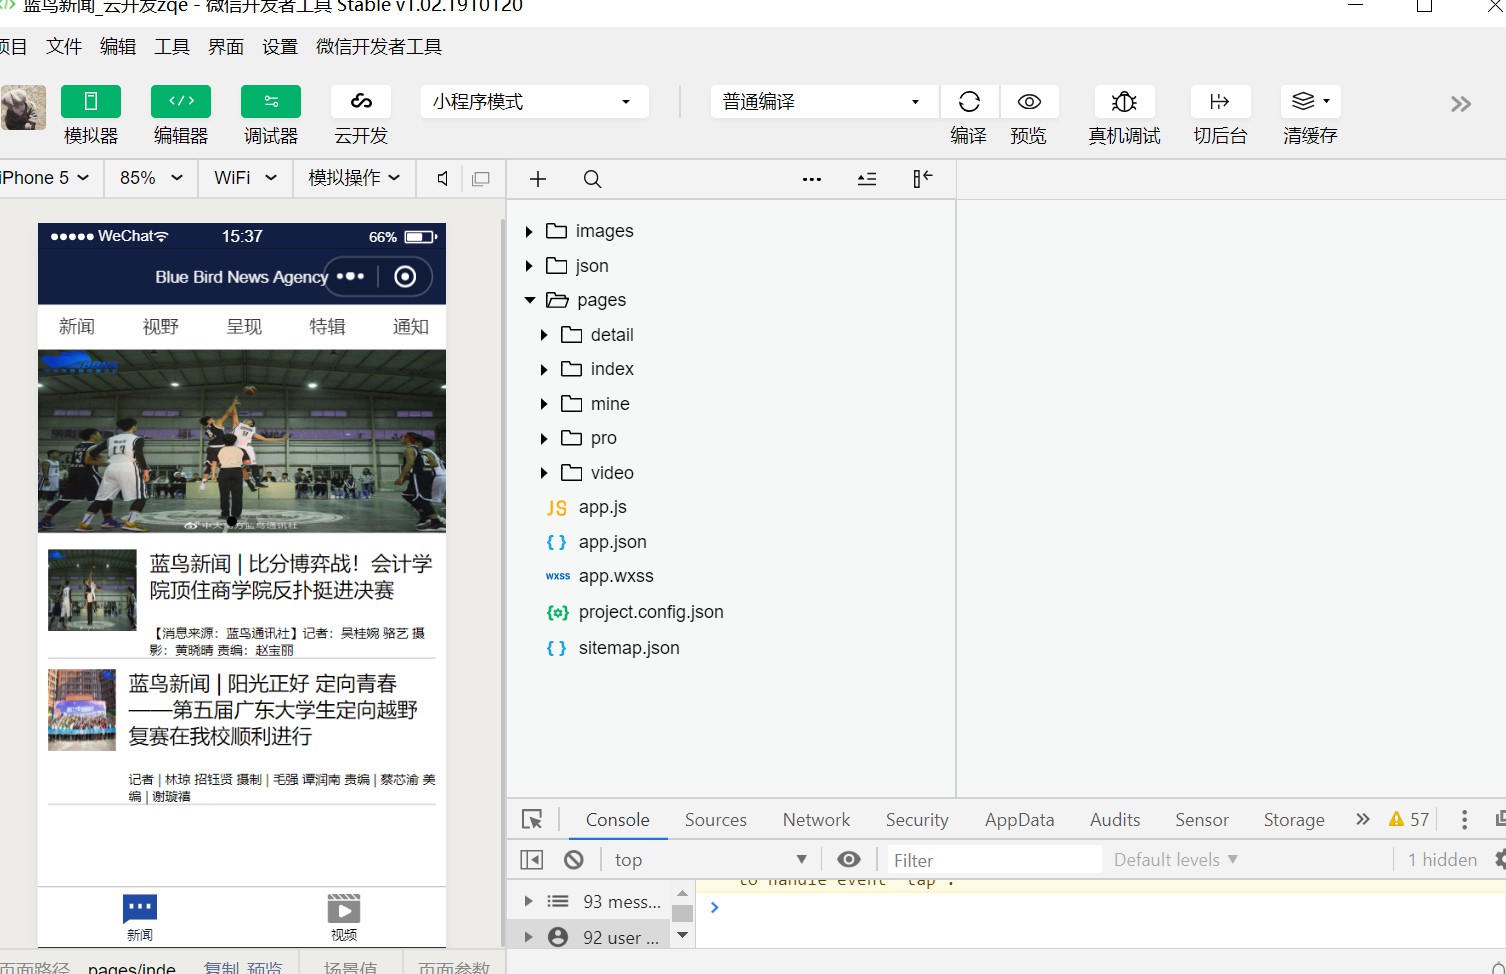 蓝鸟新闻_云开发zqe - 微信开发者工具 Stable v1.02.1910120
项目 文件 编辑 工具 界面 设置 微信开发者工具
小程序模式
普通编译
模拟器 编辑器 调试器 云开发
编译 预览 真机调试 切后台 清缓存
iPhone 5 85% WiFi 模拟操作
WeChat 15:37 66%
Blue Bird News Agency
新闻 视野 呈现 特辑 通知
蓝鸟新闻 | 比分博弈战！会计学
院顶住商学院反扑挺进决赛
【消息来源：蓝鸟通讯社】记者：吴桂婉 骆艺 摄
影：黄晓晴 责编：赵宝丽
蓝鸟新闻 | 阳光正好 定向青春
——第五届广东大学生定向越野
复赛在我校顺利进行
记者 | 林琼 招钰贤 摄制 | 毛强 谭润南 责编 | 蔡芯渝 美
编 | 谢璇禧
新闻 视频
页面路径 pages/inde 复制 预览 场景值 页面参数
images
json
pages
detail
index
mine
pro
video
JS app.js
{ } app.json
wxss app.wxss
project.config.json
{ } sitemap.json
Console Sources Network Security AppData Audits Sensor Storage 57
top Filter Default levels 1 hidden
to handle event "tap".
93 mess...
92 user ...